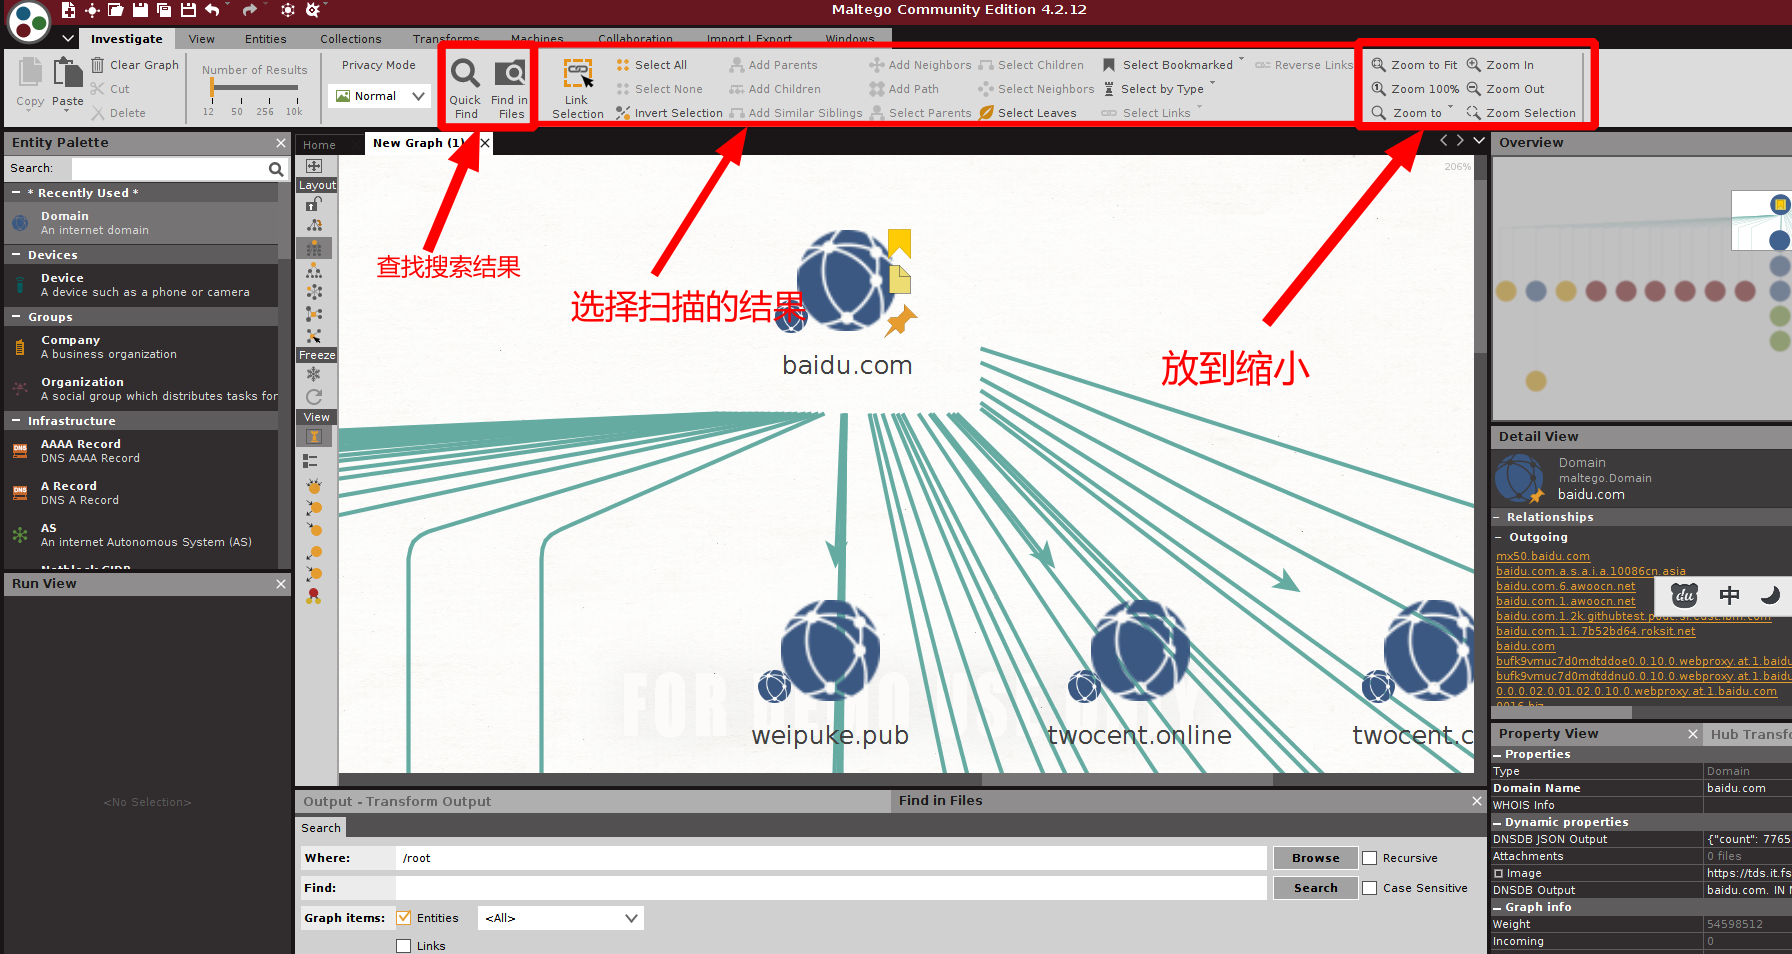 Maltego Community Edition 4.2.12
Investigate View Entities Collections Transforms Machines Collaboration Import | Export Windows
Copy
Paste
Clear Graph
Cut
Delete
Number of Results
12 50 256 10k
Privacy Mode
Normal
Quick Find
Find in Files
Link Selection
Select All
Select None
Invert Selection
Add Parents
Add Children
Add Similar Siblings
Add Neighbors
Add Path
Select Parents
Select Children
Select Neighbors
Select Leaves
Select Bookmarked
Select by Type
Select Links
Reverse Links
Zoom to Fit
Zoom 100%
Zoom to
Zoom In
Zoom Out
Zoom Selection
Entity Palette
Search:
* Recently Used *
Domain
An internet domain
Devices
Device
A device such as a phone or camera
Groups
Company
A business organization
Organization
A social group which distributes tasks for
Infrastructure
AAAA Record
DNS AAAA Record
A Record
DNS A Record
AS
An internet Autonomous System (AS)
Run View
<No Selection>
Home
New Graph (1)
Layout
Freeze
View
206%
查找搜索结果
选择扫描的结果
放到缩小
baidu.com
weipuke.pub
twocent.online
twocent.c
FOR DEMO USE ONLY
Output - Transform Output
Find in Files
Search
Where:
/root
Browse
Recursive
Find:
Search
Case Sensitive
Graph items:
Entities
<All>
Links
Overview
Detail View
Domain
maltego.Domain
baidu.com
Relationships
Outgoing
mx50.baidu.com
baidu.com.a.s.a.i.a.10086cn.asia
baidu.com.6.awoocn.net
baidu.com.1.awoocn.net
baidu.com.1.2k.githubtest.
baidu.com.1.1.7b52bd64.roksit.net
baidu.com
bufk9vmuc7d0mdtddoe0.0.10.0.webproxy.at.1.baidu
bufk9vmuc7d0mdtddnu0.0.10.0.webproxy.at.1.baidu
0.0.0.02.0.01.02.0.10.0.webproxy.at.1.baidu.com
du
中
Property View
Hub Transfo
Properties
Type Domain
Domain Name baidu.com
WHOIS Info
Dynamic properties
DNSDB JSON Output {"count": 7765
Attachments 0 files
Image https://tds.it.fs
DNSDB Output baidu.com. IN
Graph info
Weight 54598512
Incoming 0